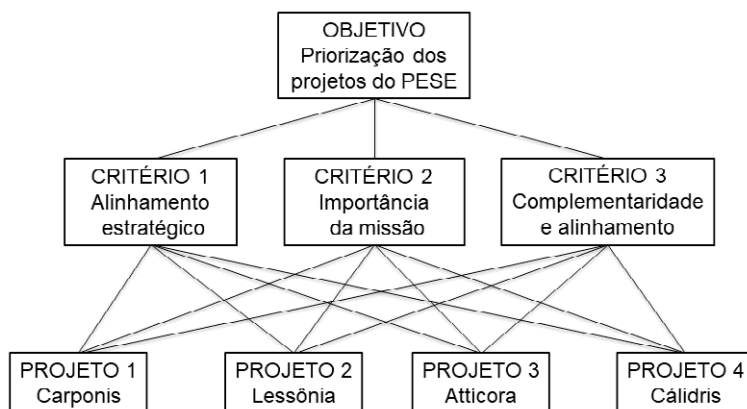 OBJETIVO
Priorização dos
projetos do PESE
CRITÉRIO 1
Alinhamento
estratégico
CRITÉRIO 2
Importância
da missão
CRITÉRIO 3
Complementaridade
e alinhamento
PROJETO 1
Carponis
PROJETO 2
Lessônia
PROJETO 3
Atticora
PROJETO 4
Cálidris